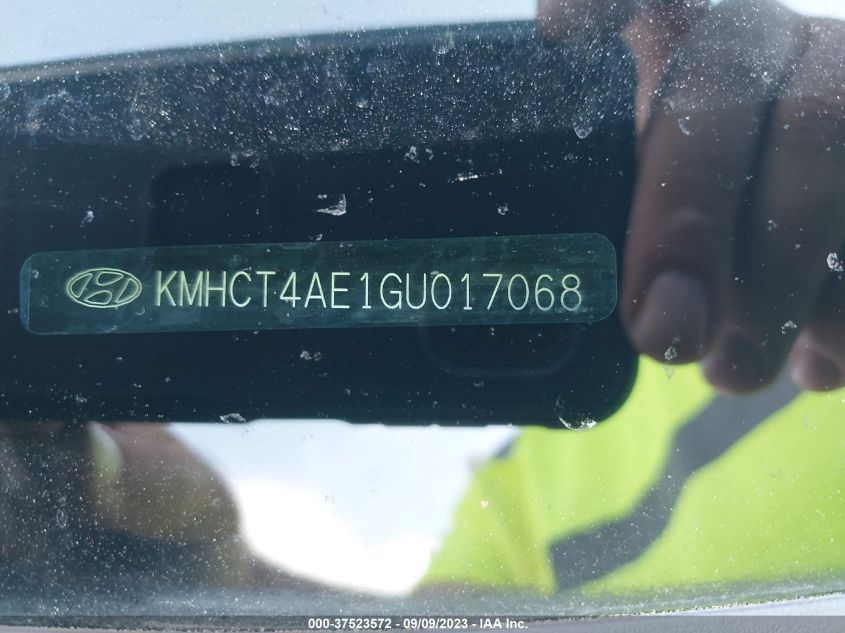 KMHCT4AE1GU017068
000-37523572 - 09/09/2023 - IAA Inc.